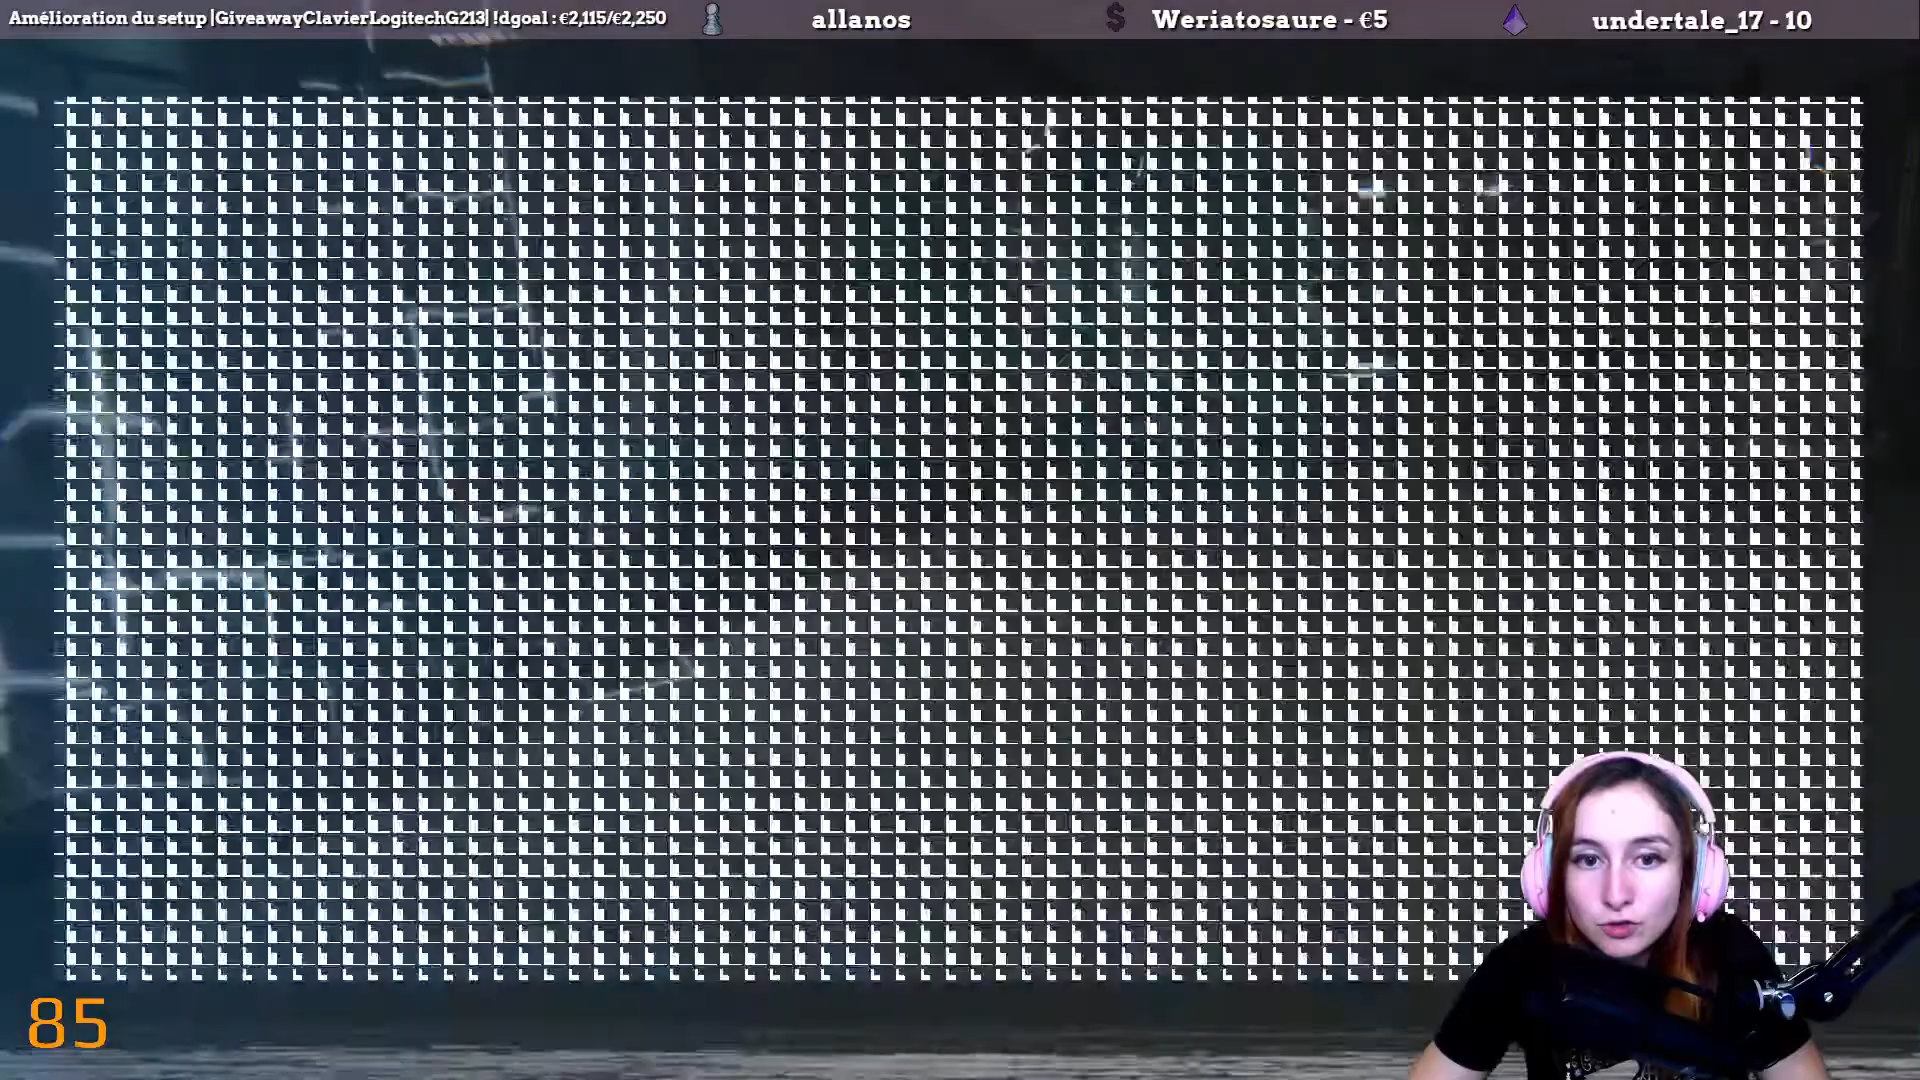 Amélioration du setup |GiveawayClavierLogitechG213| !dgoal : €2,115/€2,250
allanos
Weriatosaure - €5
undertale_17 - 10
85